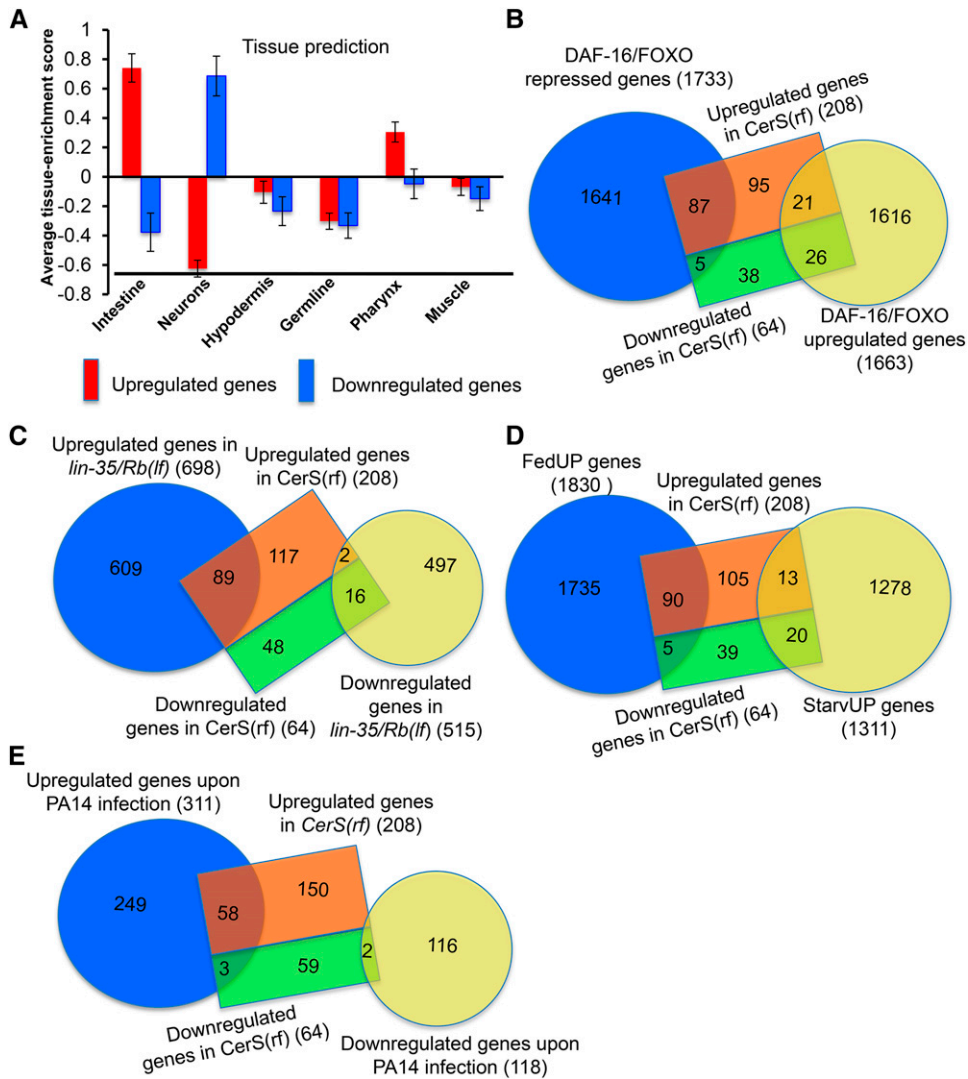 A
Tissue prediction
Average tissue-enrichment score
1
0.8
0.6
0.4
0.2
0
-0.2
-0.4
-0.6
-0.8
Intestine
Neurons
Hypodermis
Germline
Pharynx
Muscle
Upregulated genes
Downregulated genes
B
DAF-16/FOXO
repressed genes (1733)
Upregulated genes
in CerS(rf) (208)
1641
87
95
21
1616
5
38
26
Downregulated
genes in CerS(rf) (64)
DAF-16/FOXO
upregulated genes
(1663)
C
Upregulated genes in
lin-35/Rb(lf) (698)
Upregulated genes
in CerS(rf) (208)
609
89
117
2
497
16
48
Downregulated
genes in CerS(rf) (64)
Downregulated
genes in
lin-35/Rb(lf) (515)
D
FedUP genes
(1830 )
Upregulated genes
in CerS(rf) (208)
1735
90
105
13
1278
5
39
20
Downregulated
genes in CerS(rf) (64)
StarvUP genes
(1311)
E
Upregulated genes upon
PA14 infection (311)
Upregulated genes
in CerS(rf) (208)
249
58
150
3
59
2
116
Downregulated
genes in CerS(rf) (64)
Downregulated genes upon
PA14 infection (118)